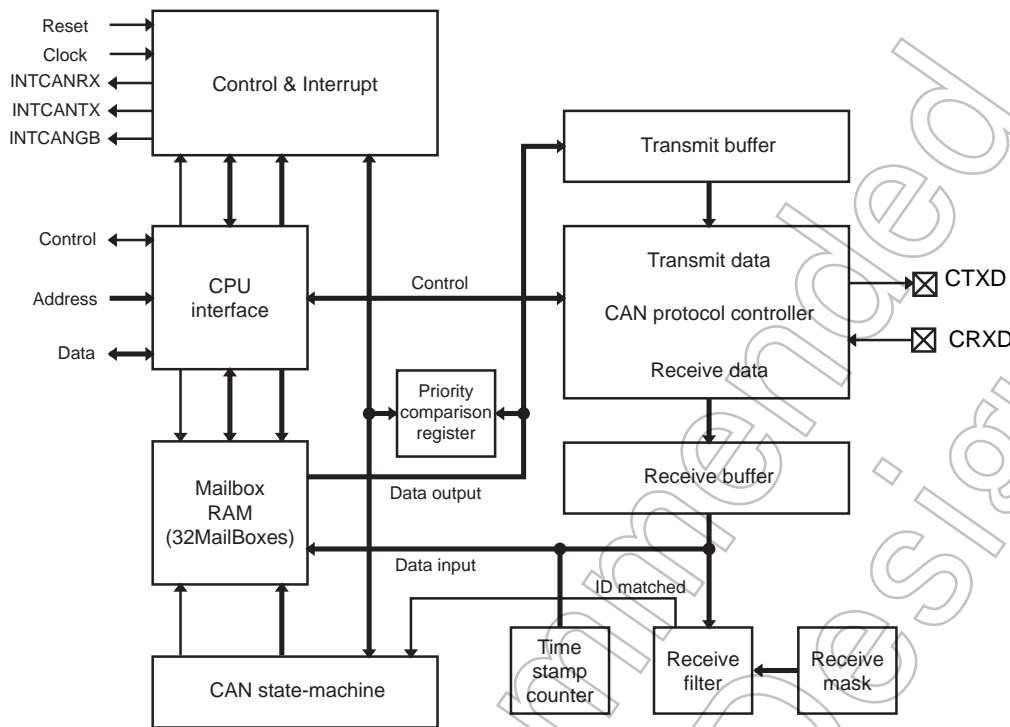 Reset
Clock
INTCANRX
INTCANTX
INTCANGB
Control & Interrupt
Transmit buffer
Control
Address
Data
CPU
interface
Control
Transmit data
CAN protocol controller
Receive data
CTXD
CRXD
Priority
comparison
register
Mailbox
RAM
(32MailBoxes)
Data output
Receive buffer
Data input
ID matched
CAN state-machine
Time
stamp
counter
Receive
filter
Receive
mask